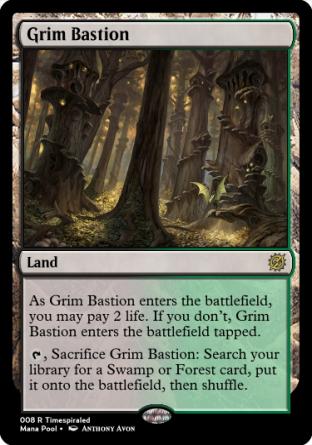 Grim Bastion
Land
As Grim Bastion enters the battlefield,
you may pay 2 life. If you don't, Grim
Bastion enters the battlefield tapped.
, Sacrifice Grim Bastion: Search your
library for a Swamp or Forest card, put
it onto the battlefield, then shuffle.
008 R Timespiraled
Mana Pool • Anthony Avon